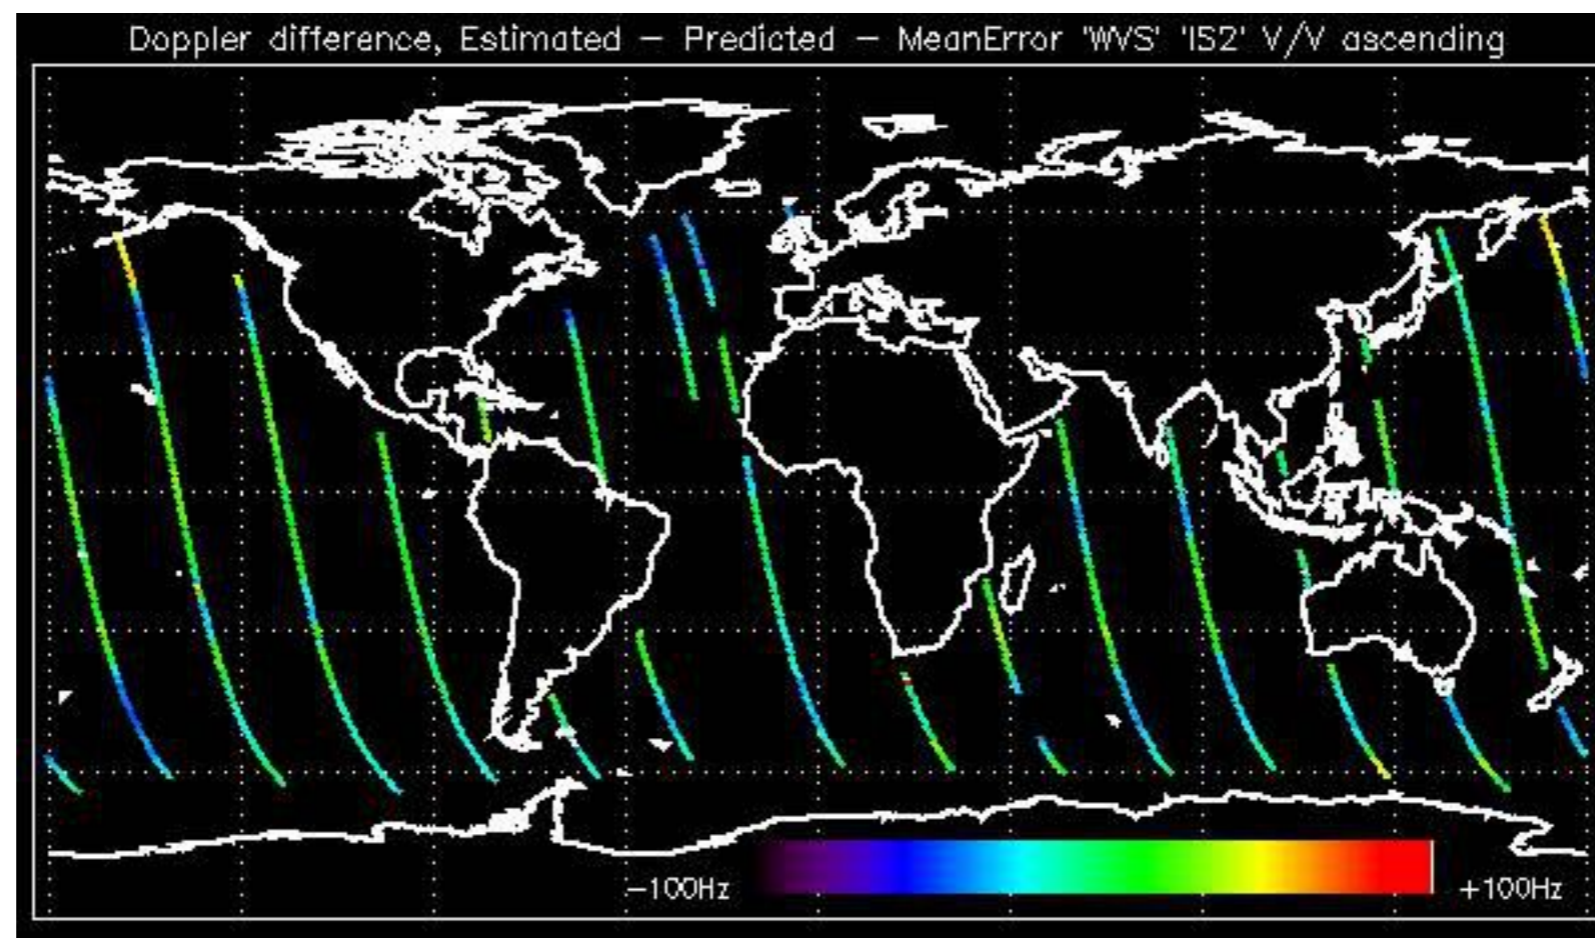 Doppler difference, Estimated – Predicted – MeanError 'WVS' 'IS2' V/V ascending
–100Hz
+100Hz